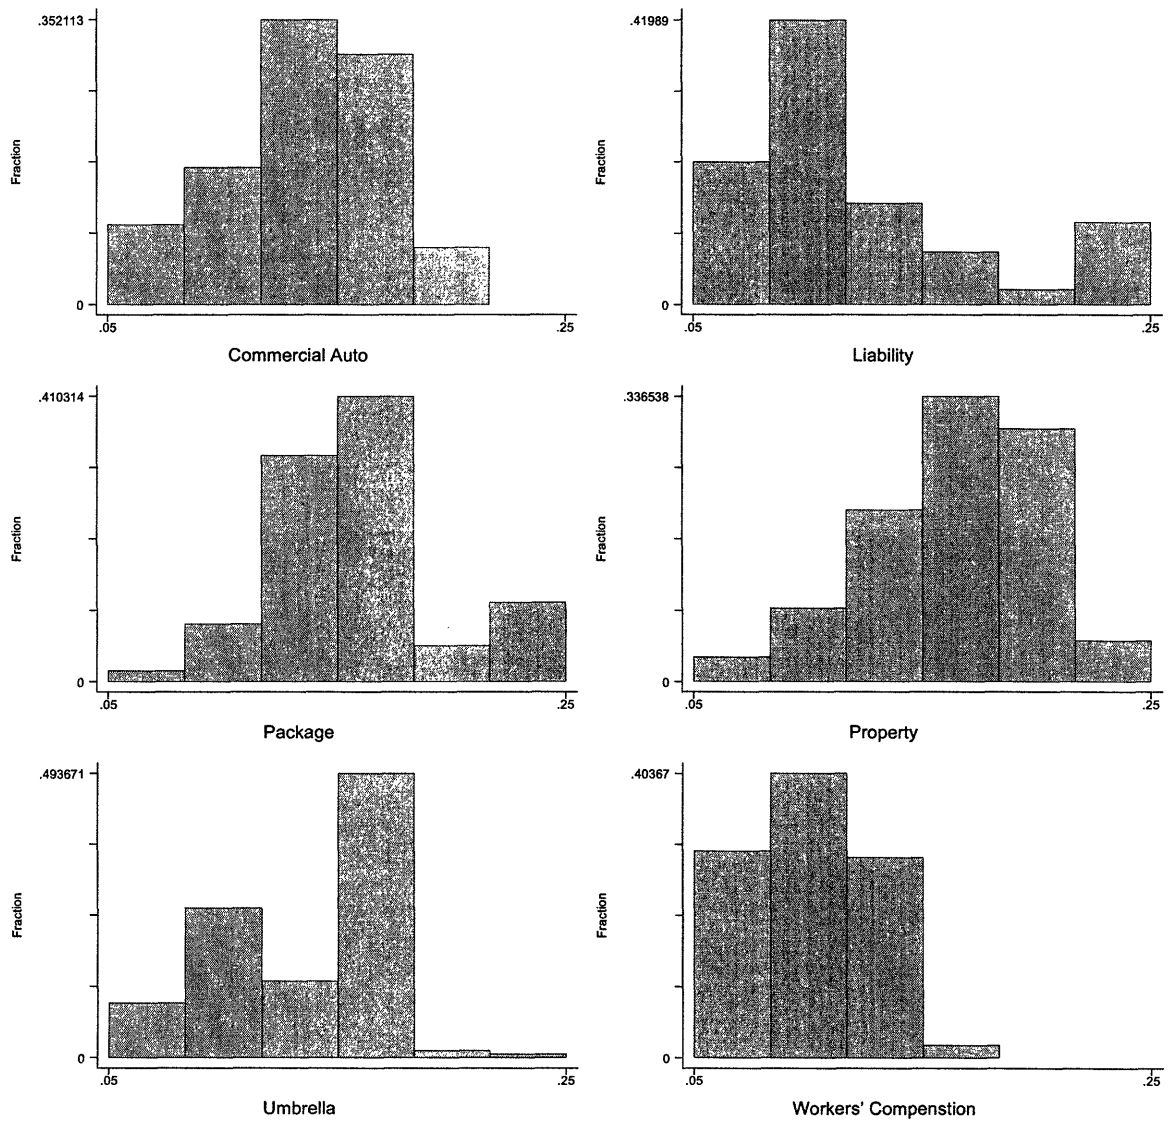 .352113
Fraction
0
.05 .25
Commercial Auto
.41989
Fraction
0
.05 .25
Liability
.410314
Fraction
0
.05 .25
Package
.336538
Fraction
0
.05 .25
Property
.493671
Fraction
0
.05 .25
Umbrella
.40367
Fraction
0
.05 .25
Workers' Compenstion